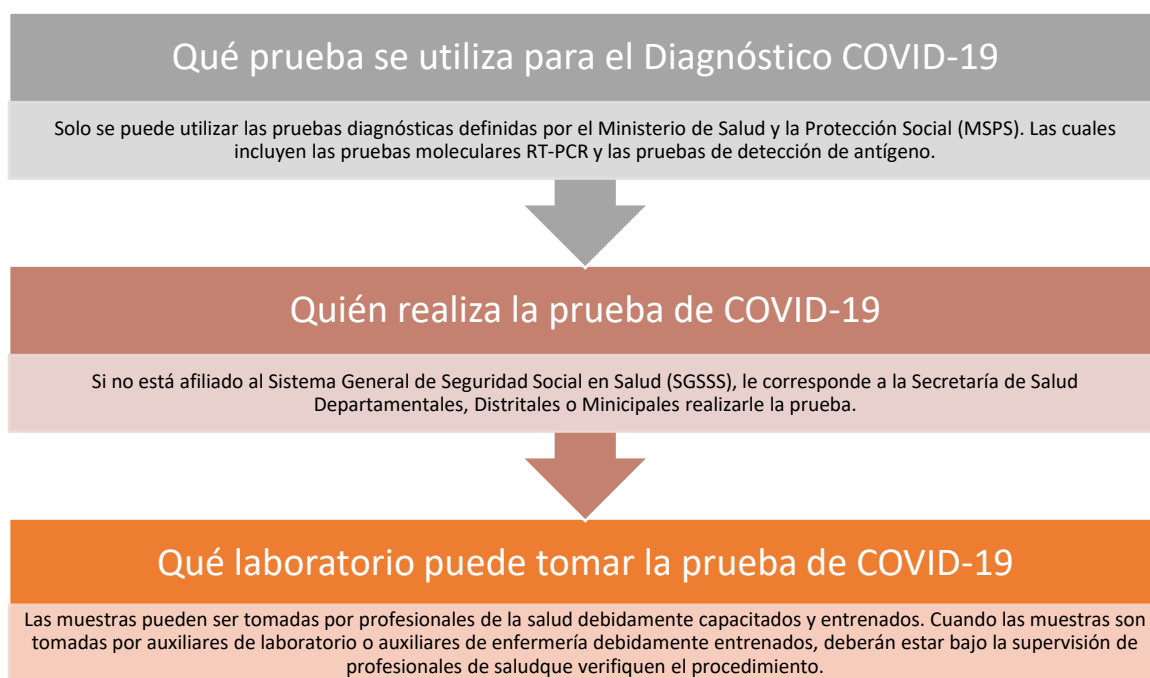 Qué prueba se utiliza para el Diagnóstico COVID-19
Solo se puede utilizar las pruebas diagnósticas definidas por el Ministerio de Salud y la Protección Social (MSPS). Las cuales
incluyen las pruebas moleculares RT-PCR y las pruebas de detección de antígeno.
Quién realiza la prueba de COVID-19
Si no está afiliado al Sistema General de Seguridad Social en Salud (SGSSS), le corresponde a la Secretaría de Salud
Departamentales, Distritales o Minicipales realizarle la prueba.
Qué laboratorio puede tomar la prueba de COVID-19
Las muestras pueden ser tomadas por profesionales de la salud debidamente capacitados y entrenados. Cuando las muestras son
tomadas por auxiliares de laboratorio o auxiliares de enfermería debidamente entrenados, deberán estar bajo la supervisión de
profesionales de saludque verifiquen el procedimiento.